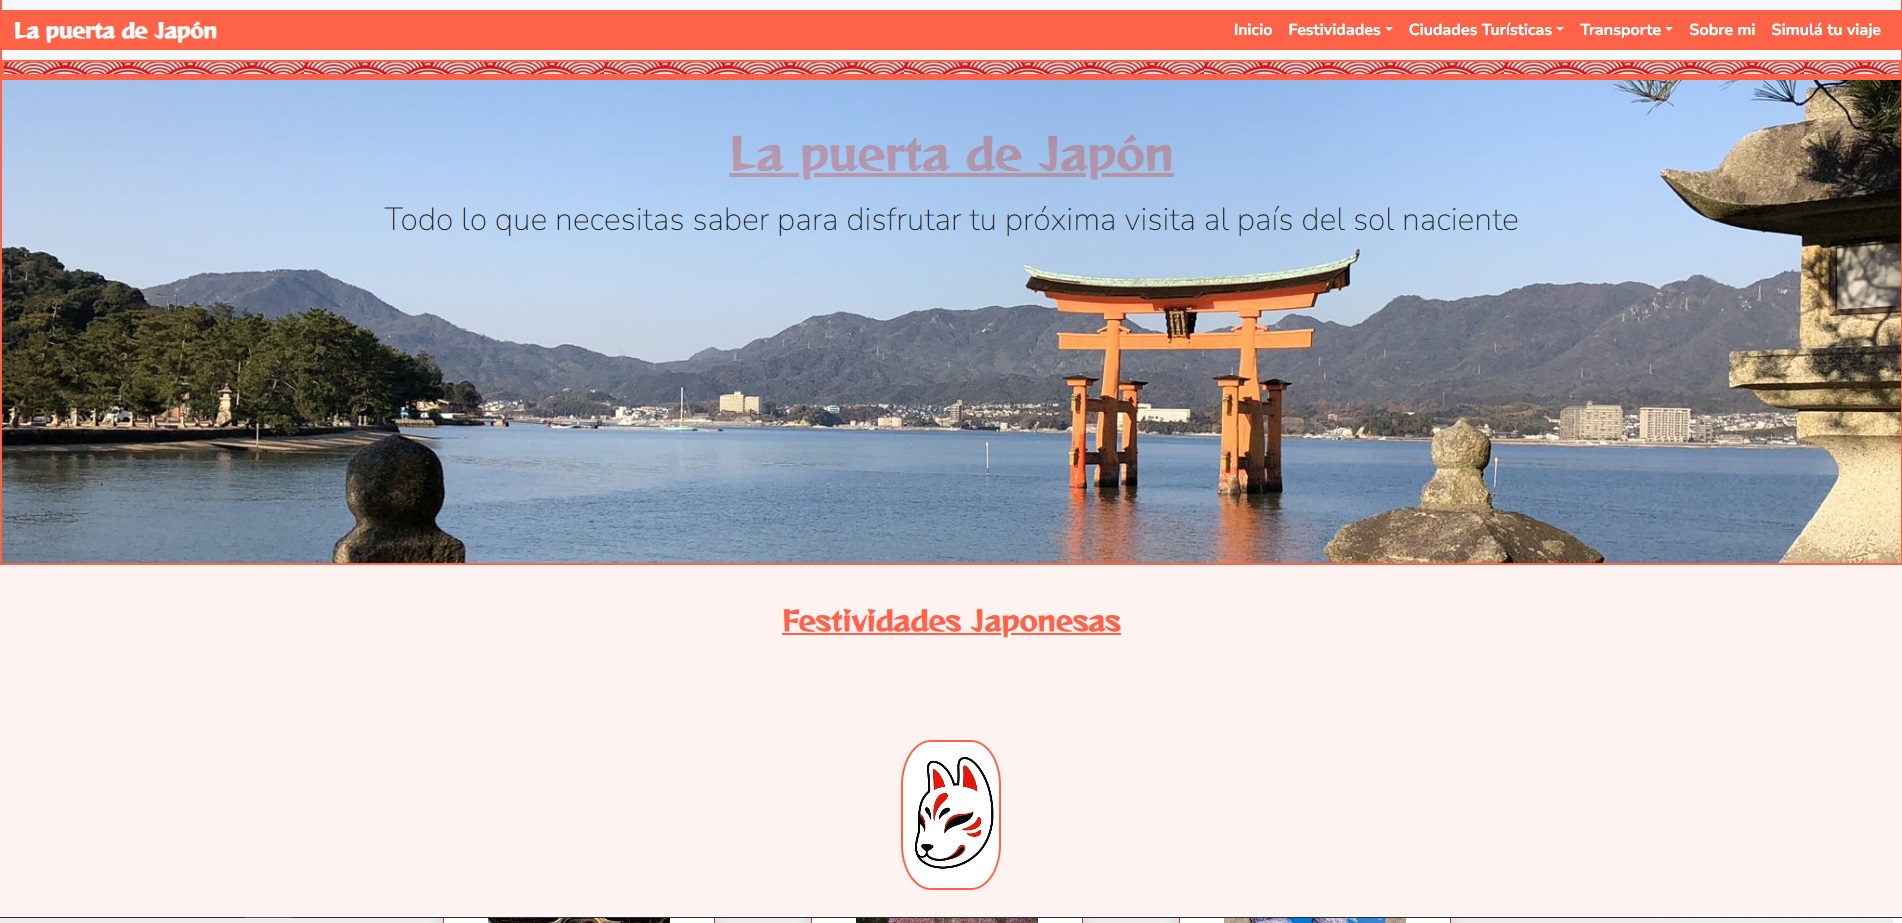 La puerta de Japón
Inicio Festividades Ciudades Turísticas Transporte Sobre mi Simulá tu viaje
La puerta de Japón
Todo lo que necesitas saber para disfrutar tu próxima visita al país del sol naciente
Festividades Japonesas